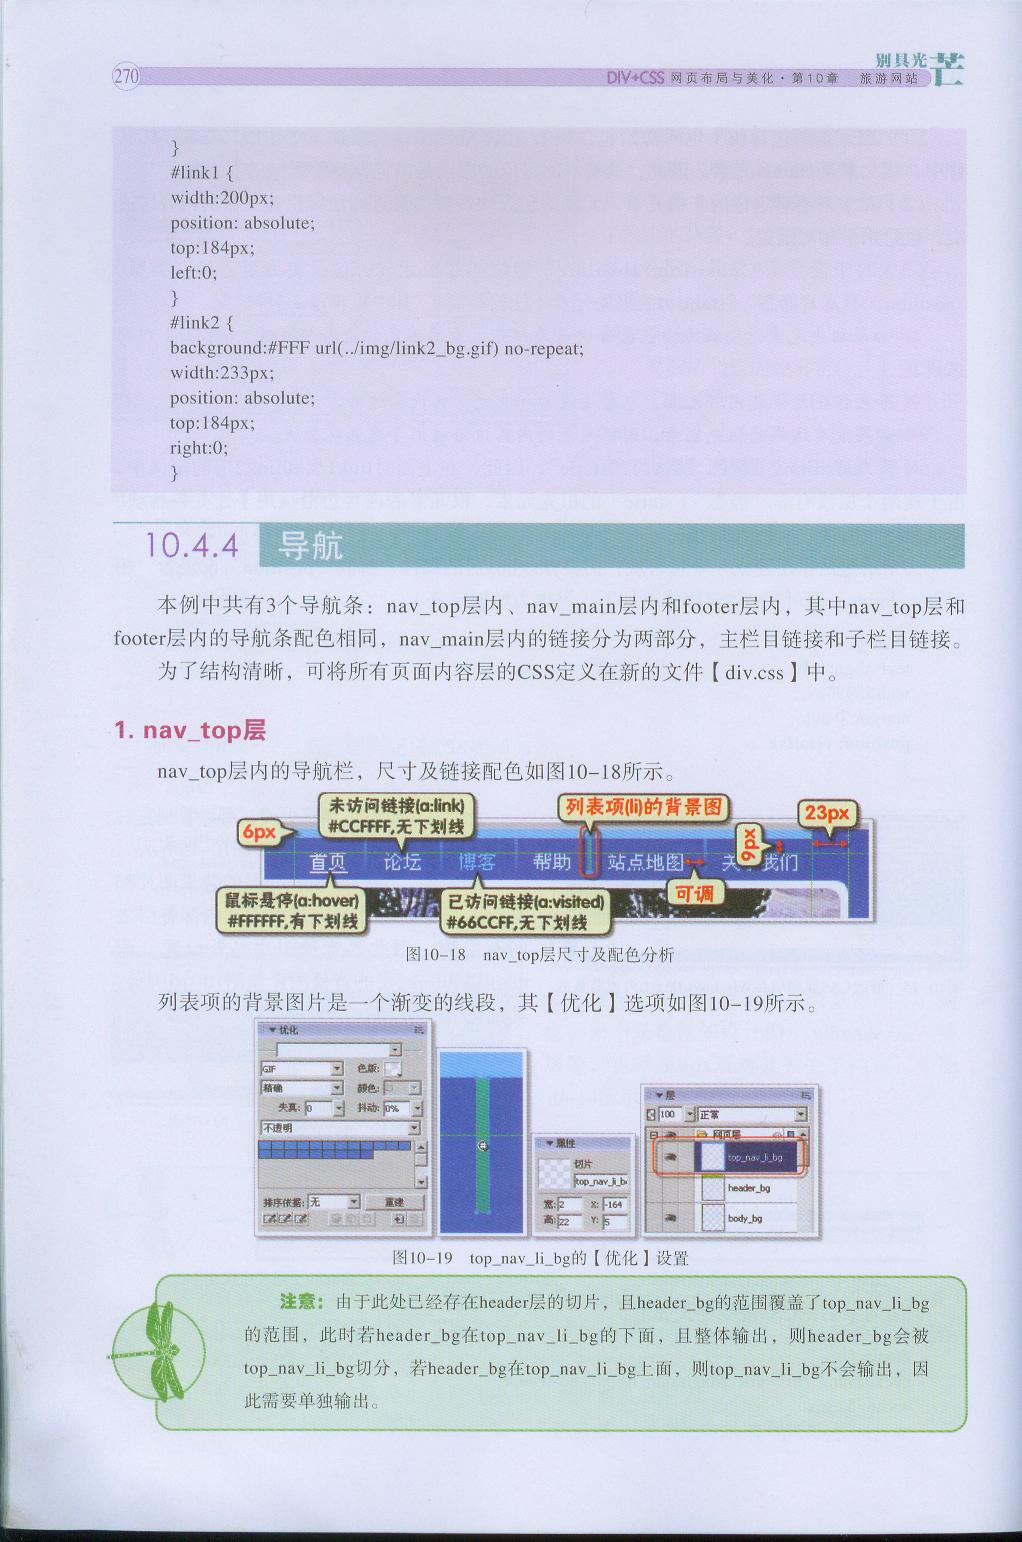 270
别具光芒
DIV+CSS 网页布局与美化·第10章 旅游网站
}
#link1 {
width:200px;
position: absolute;
top:184px;
left:0;
}
#link2 {
background:#FFF url(../img/link2_bg.gif) no-repeat;
width:233px;
position: absolute;
top:184px;
right:0;
}
10.4.4 导航
本例中共有3个导航条：nav_top层内、nav_main层内和footer层内，其中nav_top层和
footer层内的导航条配色相同，nav_main层内的链接分为两部分，主栏目链接和子栏目链接。
为了结构清晰，可将所有页面内容层的CSS定义在新的文件【div.css】中。
1. nav_top层
nav_top层内的导航栏，尺寸及链接配色如图10-18所示。
未访问链接(a:link)
#CCFFFF,无下划线
列表项(li)的背景图
23px
6px
9px
首页 论坛 博客 帮助 站点地图 关于我们
可调
鼠标悬停(a:hover)
#FFFFFF,有下划线
已访问链接(a:visited)
#66CCFF,无下划线
图10-18 nav_top层尺寸及配色分析
列表项的背景图片是一个渐变的线段，其【优化】选项如图10-19所示。
优化
GIF 色版:
精确 颜色:
失真: 0 抖动: 0%
不透明
排序依据: 无 重建
属性
切片
top_nav_li_b
宽: 2 X: -164
高: 22 Y: 5
层
100 正常
网页层
top_nav_li_bg
header_bg
body_bg
图10-19 top_nav_li_bg的【优化】设置
注意：由于此处已经存在header层的切片，且header_bg的范围覆盖了top_nav_li_bg
的范围，此时若header_bg在top_nav_li_bg的下面，且整体输出，则header_bg会被
top_nav_li_bg切分，若header_bg在top_nav_li_bg上面，则top_nav_li_bg不会输出，因
此需要单独输出。